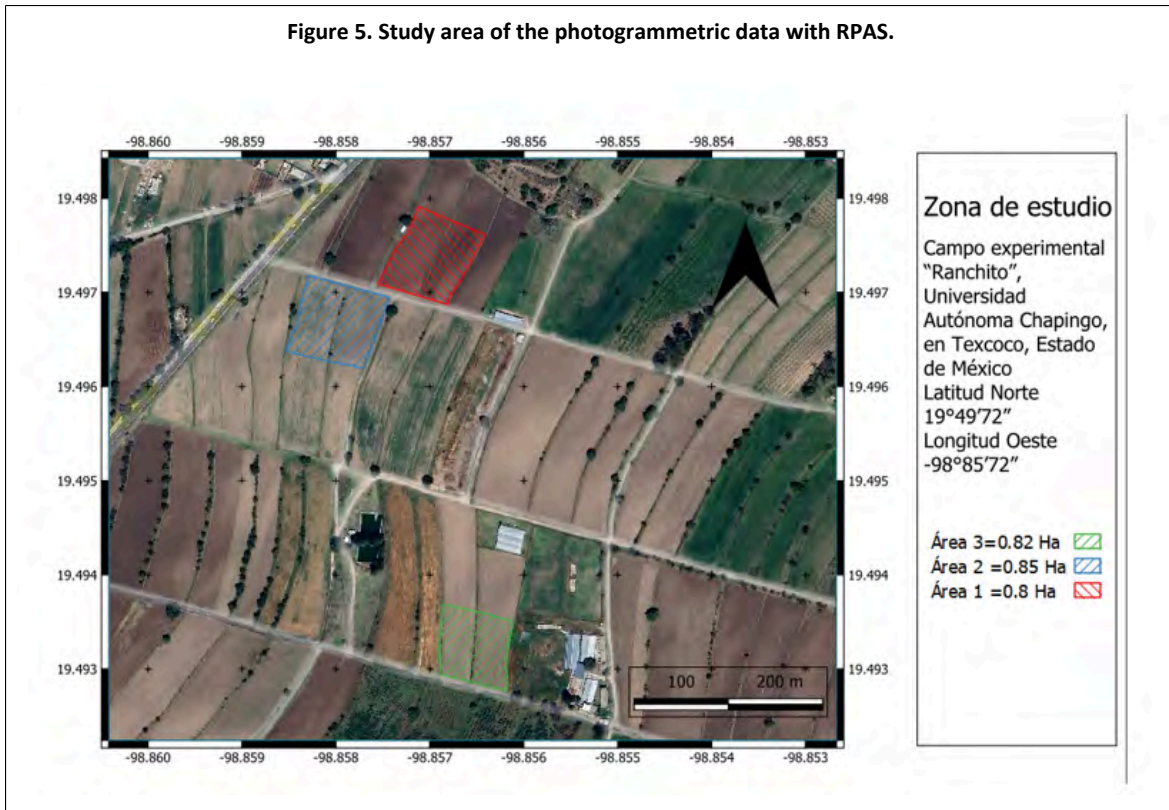 Figure 5. Study area of the photogrammetric data with RPAS.
-98.860 -98.859 -98.858 -98.857 -98.856 -98.855 -98.854 -98.853
19.498 19.498
19.497 19.497
19.496 19.496
19.495 19.495
19.494 19.494
19.493 19.493
100 200 m
-98.860 -98.859 -98.858 -98.857 -98.856 -98.855 -98.854 -98.853
Zona de estudio
Campo experimental
“Ranchito”,
Universidad
Autónoma Chapingo,
en Texcoco, Estado
de México
Latitud Norte
19°49’72”
Longitud Oeste
-98°85’72”
Área 3=0.82 Ha
Área 2 =0.85 Ha
Área 1 =0.8 Ha